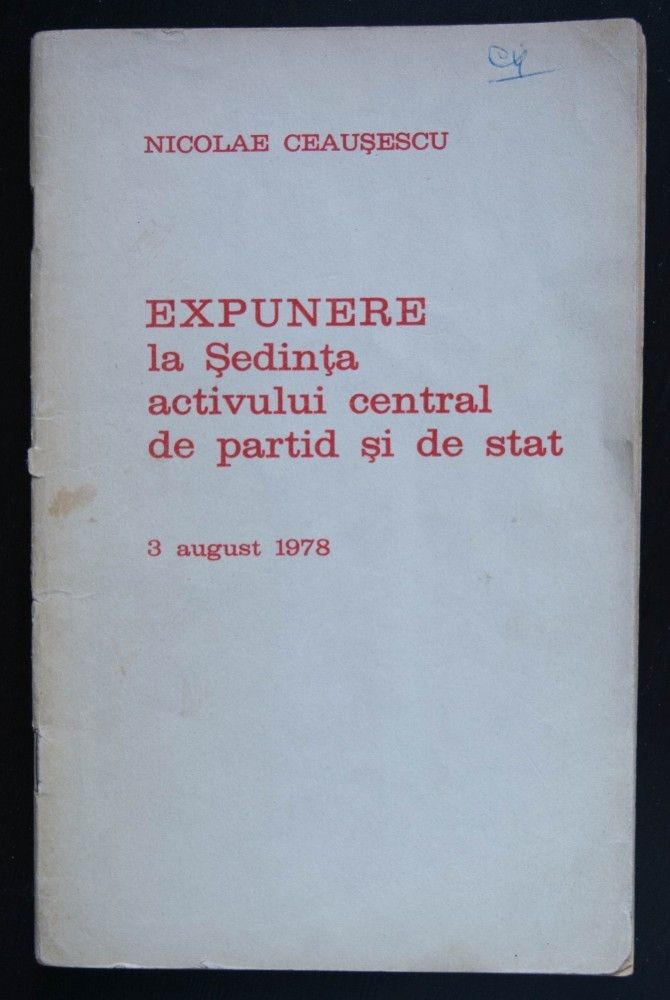 NICOLAE CEAUŞESCU
EXPUNERE
la Şedinţa
activului central
de partid şi de stat
3 august 1978